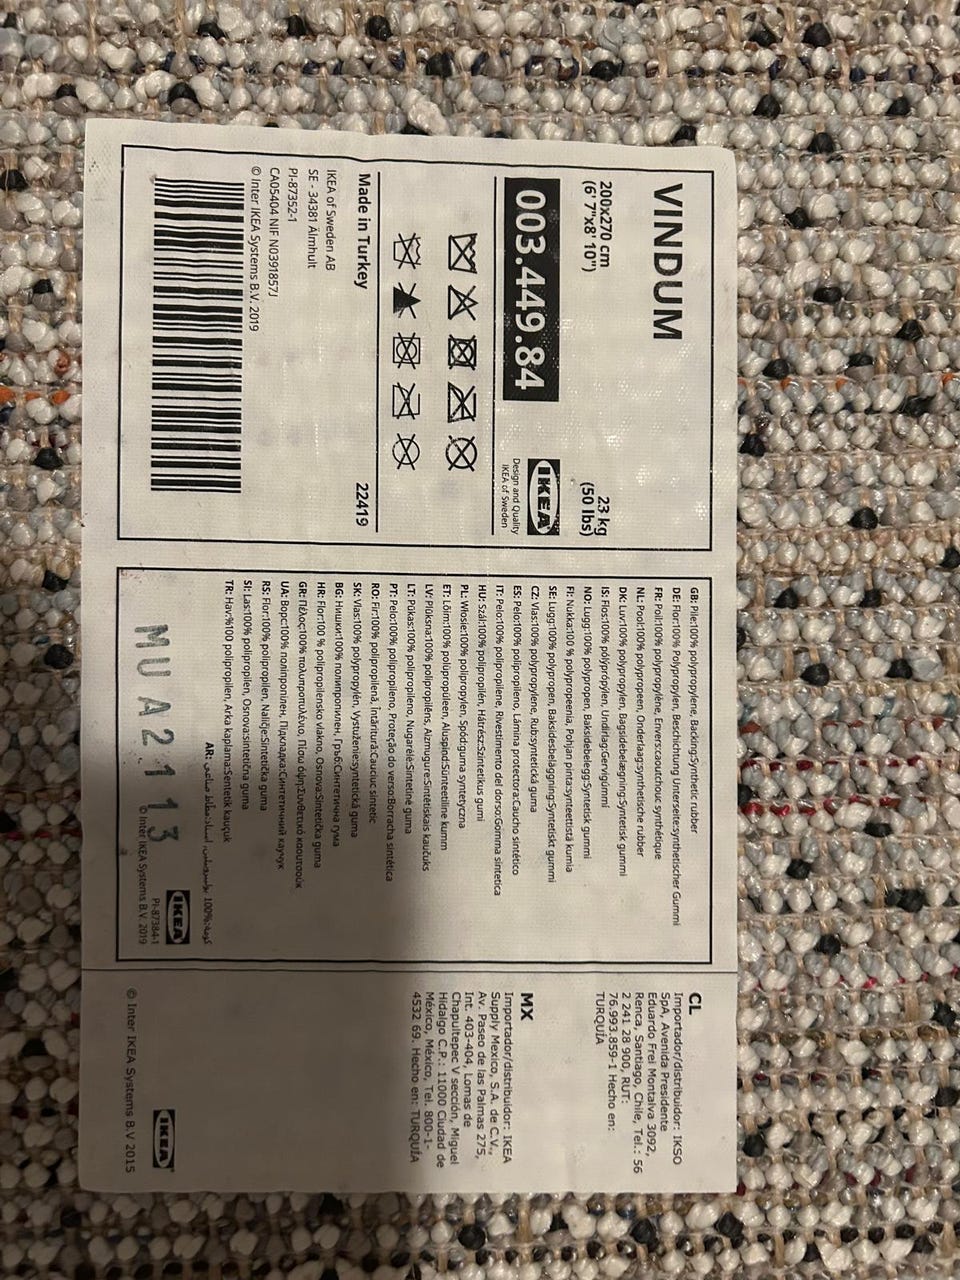 VINDUM
200x270 cm
(6' 7"x8' 10")
23 kg
(50 lbs)
003.449.84
IKEA
Design and Quality
IKEA of Sweden
Made in Turkey
22419
IKEA of Sweden AB
SE - 34381 Älmhult
PI-87352-1
CA05404 NIF N0391857J
© Inter IKEA Systems B.V. 2019
GB: Pile:100% polypropylene, Backing:Synthetic rubber
DE: Flor:100% Polypropylen, Beschichtung Unterseite:synthetischer Gummi
FR: Poil:100% polypropylène, Envers:caoutchouc synthétique
NL: Pool:100% polypropeen, Onderlaag:synthetische rubber
DK: Luv:100% polypropylen, Bagsidebelægning:Syntetisk gummi
IS: Flos:100% pólýprópýlen, Undirlag:Gervigúmmí
NO: Lugg:100% polypropylen, Baksidebelegg:Syntetisk gummi
FI: Nukka:100 % polypropeenia, Pohjan pinta:synteettistä kumia
SE: Lugg:100% polypropen, Baksidesbeläggning:Syntetiskt gummi
CZ: Vlas:100% polypropylene, Rub:syntetická guma
ES: Pelo:100% polipropileno, Lámina protectora:Caucho sintético
IT: Pelo:100% polipropilene, Rivestimento del dorso:Gomma sintetica
HU: Szál:100% polipropilén, Hátrész:Szintetikus gumi
PL: Włosie:100% polipropylen, Spód:guma syntetyczna
ET: Lõim:100% polüpropüleen, Aluspind:Sünteetiline kumm
LV: Plūksna:100% polipropilēns, Aizmugure:Sintētiskais kaučuks
LT: Pūkas:100% polipropileno, Nugarėlė:Sintetinė guma
PT: Pelo:100% polipropileno, Proteção do verso:Borracha sintética
RO: Fir:100% polipropilenă, Întăritură:Cauciuc sintetic
SK: Vlas:100% polypropylén, Vystuženie:syntetická guma
BG: Нишки:100% полипропилен, Гръб:Синтетична гума
HR: Flor:100 % polipropilensko vlakno, Osnova:Sintetička guma
GR: Πέλος:100% πολυπροπυλένιο, Πίσω όψη:Συνθετικό καουτσούκ
UA: Ворс:100% поліпропілен, Підкладка:Синтетичний каучук
RS: Flor:100% polipropilen, Naličje:Sintetička guma
SI: Las:100% polipropilen, Osnova:sintetična guma
TR: Hav:%100 polipropilen, Arka kaplama:Sentetik kauçuk
AR:
MUA2113
IKEA
PI-87384-1
© Inter IKEA Systems B.V. 2019
CL
Importador/distribuidor: IKSO
SpA, Avenida Presidente
Eduardo Frei Montalva 3092,
Renca, Santiago, Chile, Tel.: 56
2 241 28 900, RUT:
76.993.859-1 Hecho en:
TURQUÍA
MX
Importador/distribuidor: IKEA
Supply Mexico, S.A. de C.V.,
Av. Paseo de las Palmas 275,
Int. 403-404, Lomas de
Chapultepec V sección, Miguel
Hidalgo C.P.: 11000 Ciudad de
México, México, Tel. 800-1-
4532 69. Hecho en: TURQUÍA
IKEA
© Inter IKEA Systems B.V 2015